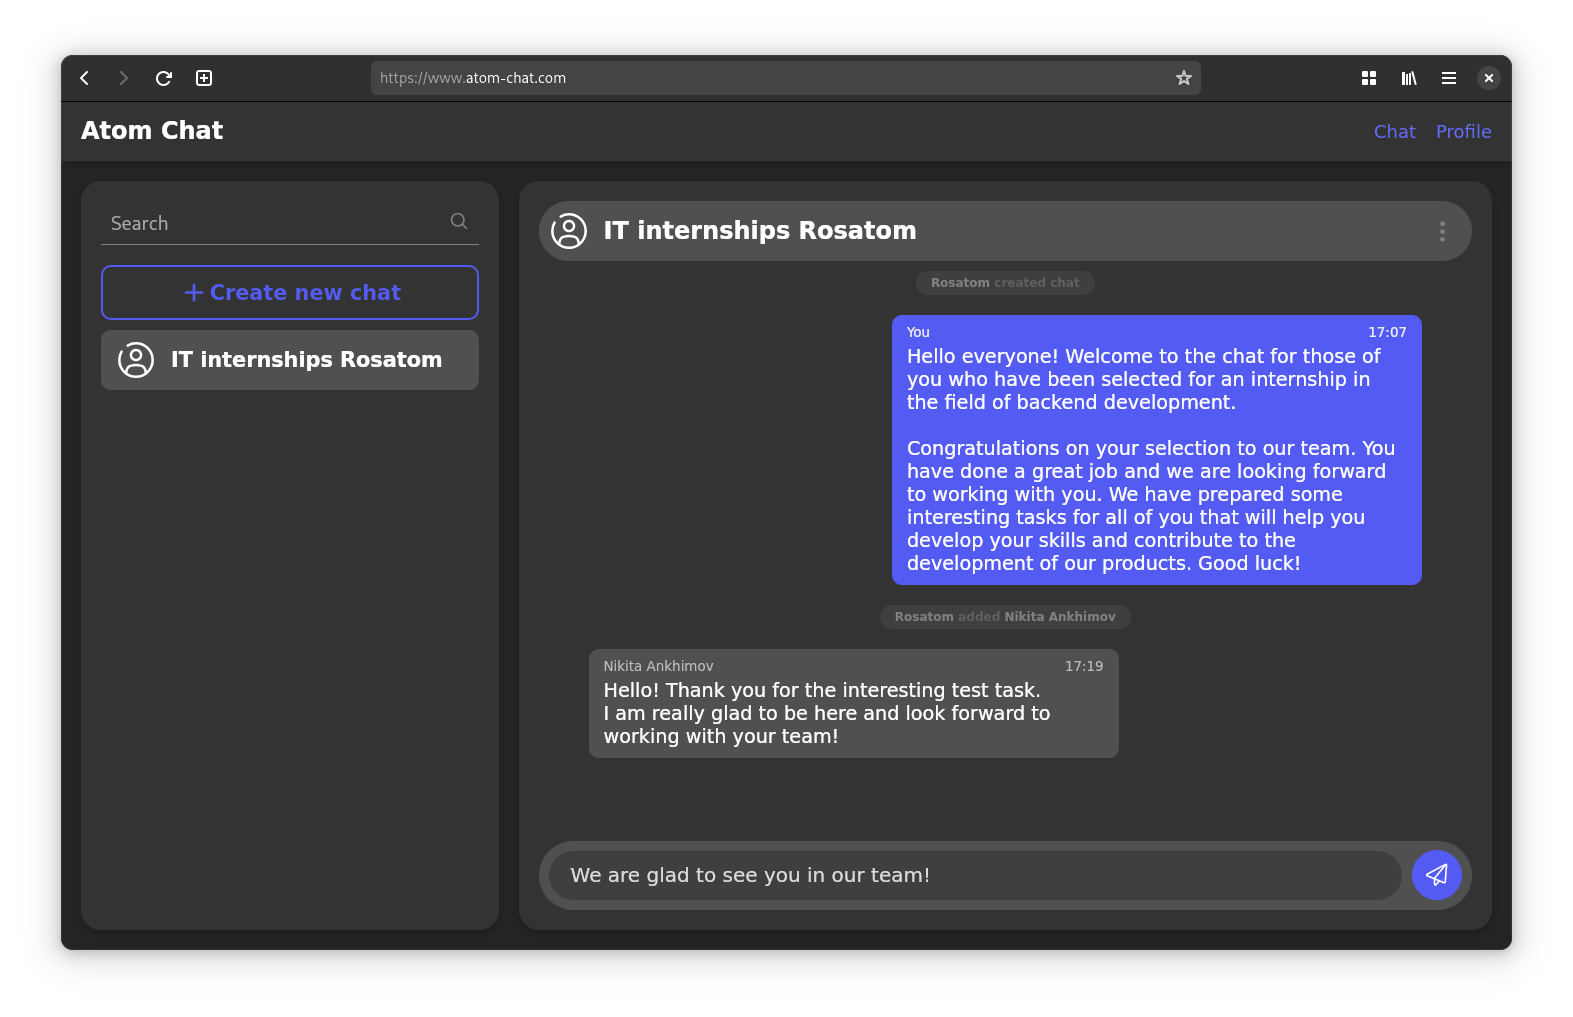 https://www.atom-chat.com
Atom Chat
Chat
Profile
Search
+ Create new chat
IT internships Rosatom
IT internships Rosatom
Rosatom created chat
You 17:07
Hello everyone! Welcome to the chat for those of
you who have been selected for an internship in
the field of backend development.
Congratulations on your selection to our team. You
have done a great job and we are looking forward
to working with you. We have prepared some
interesting tasks for all of you that will help you
develop your skills and contribute to the
development of our products. Good luck!
Rosatom added Nikita Ankhimov
Nikita Ankhimov 17:19
Hello! Thank you for the interesting test task.
I am really glad to be here and look forward to
working with your team!
We are glad to see you in our team!